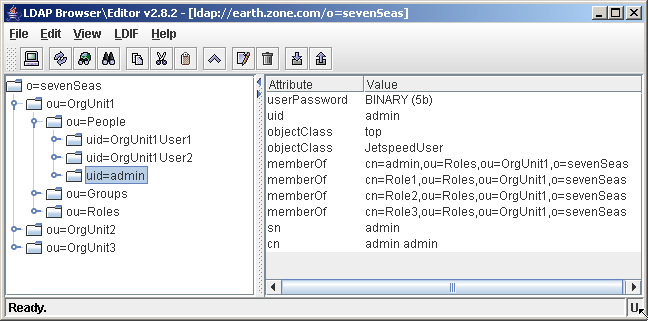 LDAP Browser\Editor v2.8.2 - [ldap://earth.zone.com/o=sevenSeas]
File Edit View LDIF Help
o=sevenSeas
ou=OrgUnit1
ou=People
uid=OrgUnit1User1
uid=OrgUnit1User2
uid=admin
ou=Groups
ou=Roles
ou=OrgUnit2
ou=OrgUnit3
Attribute Value
userPassword BINARY (5b)
uid admin
objectClass top
objectClass JetspeedUser
memberOf cn=admin,ou=Roles,ou=OrgUnit1,o=sevenSeas
memberOf cn=Role1,ou=Roles,ou=OrgUnit1,o=sevenSeas
memberOf cn=Role2,ou=Roles,ou=OrgUnit1,o=sevenSeas
memberOf cn=Role3,ou=Roles,ou=OrgUnit1,o=sevenSeas
sn admin
cn admin admin
Ready. U